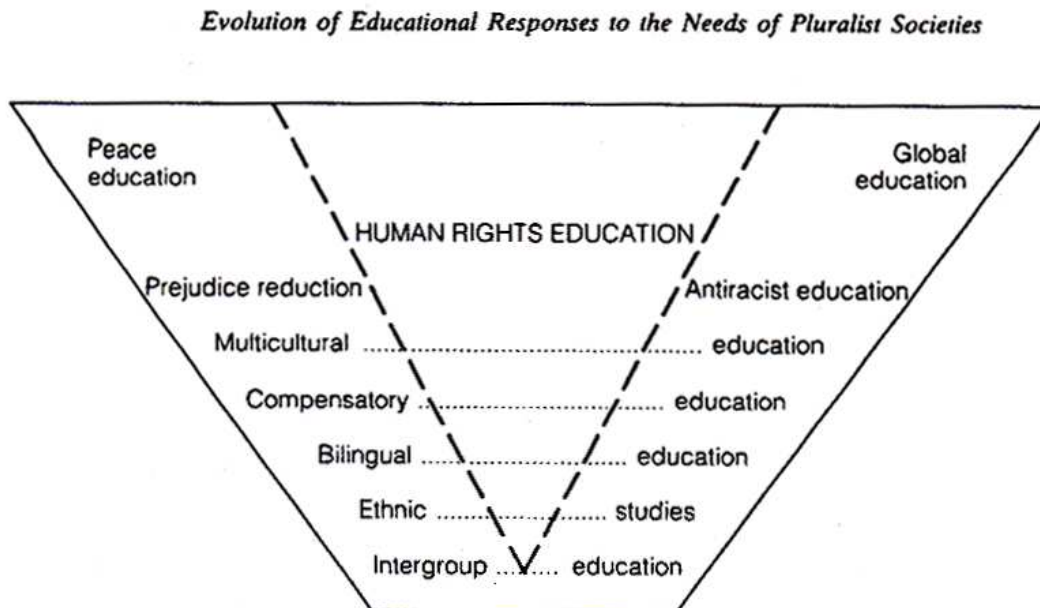 Evolution of Educational Responses to the Needs of Pluralist Societies
Peace
education
Global
education
HUMAN RIGHTS EDUCATION
Prejudice reduction
Antiracist education
Multicultural ........................................ education
Compensatory ............................. education
Bilingual ........................ education
Ethnic .................... studies
Intergroup ........ education